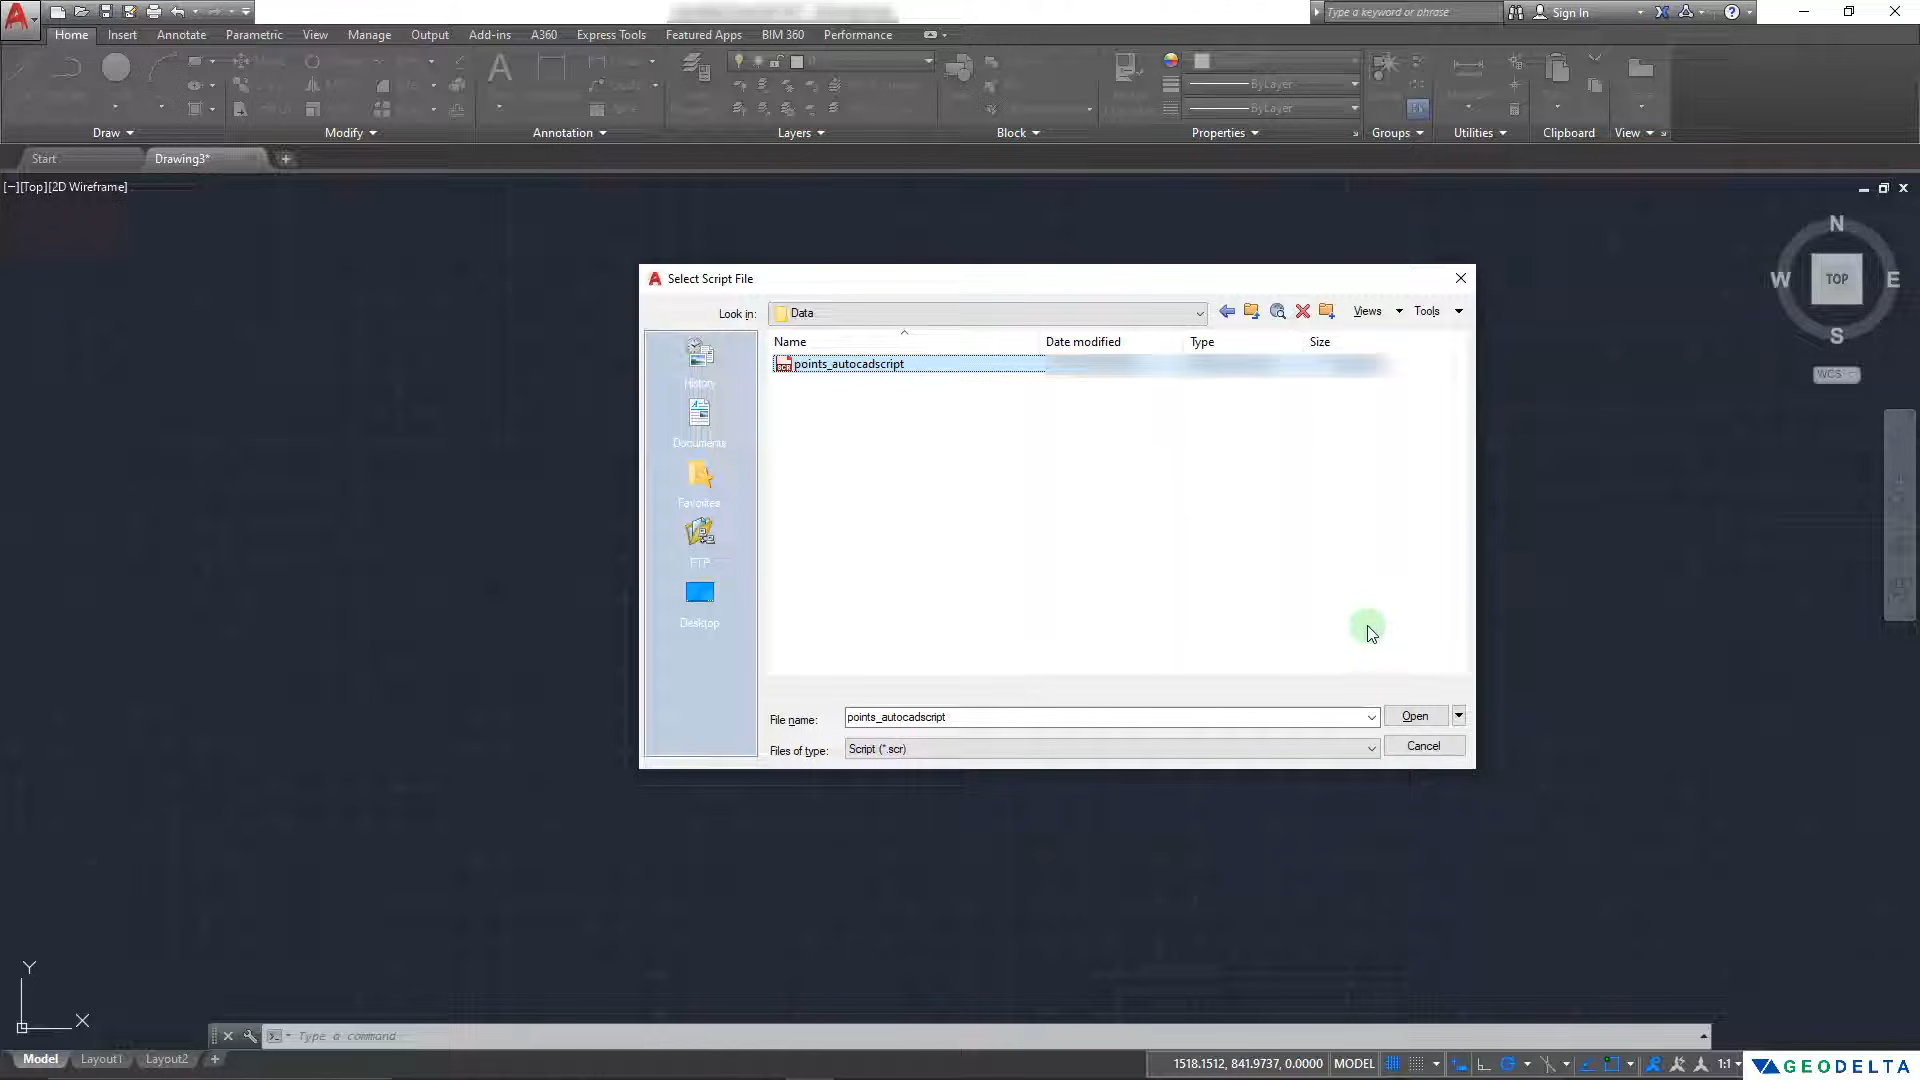 Type a keyword or phrase
Sign In
Home Insert Annotate Parametric View Manage Output Add-ins A360 Express Tools Featured Apps BIM 360 Performance
ByLayer
ByLayer
Draw Modify Annotation Layers Block Properties Groups Utilities Clipboard View
Start Drawing3*
[−][Top][2D Wireframe]
N
W TOP E
S
WCS
Select Script File
Look in: Data Views Tools
Name Date modified Type Size
points_autocadscript
History
Documents
Favorites
FTP
Desktop
File name: points_autocadscript Open
Files of type: Script (*.scr) Cancel
Y
X
Type a command
Model Layout1 Layout2
1518.1512, 841.9737, 0.0000 MODEL 1:1
GEODELTA